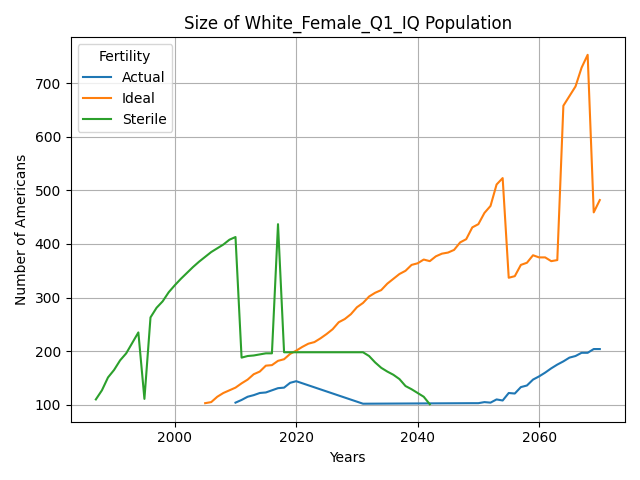 Size of White_Female_Q1_IQ Population
Fertility
Actual
Ideal
Sterile
Number of Americans
700
600
500
400
300
200
100
2000
2020
2040
2060
Years